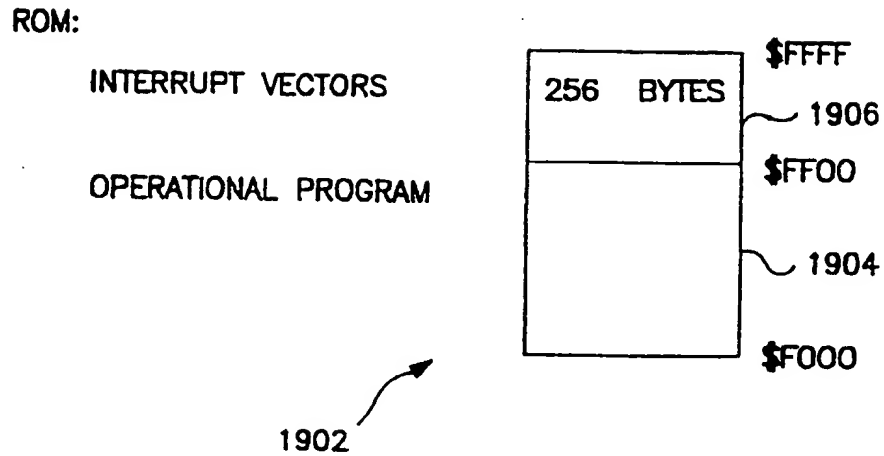 ROM:
$FFFF
INTERRUPT VECTORS
256 BYTES
1906
$FF00
OPERATIONAL PROGRAM
1904
$F000
1902